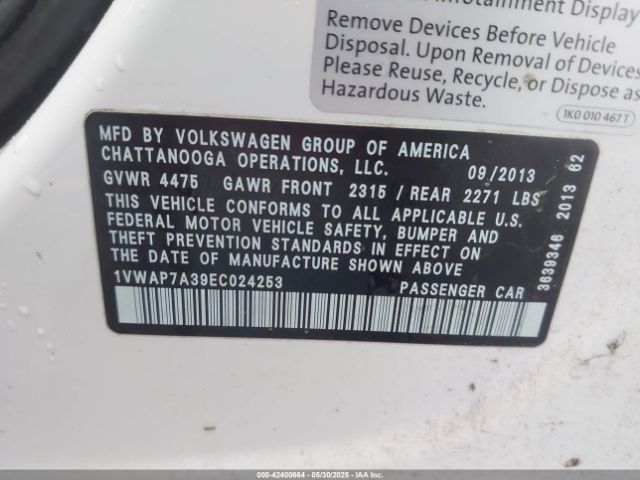 Infotainment Display
Remove Devices Before Vehicle
Disposal. Upon Removal of Devices
Please Reuse, Recycle, or Dispose as
Hazardous Waste.
1K0 010 467 T
MFD BY VOLKSWAGEN GROUP OF AMERICA
CHATTANOOGA OPERATIONS, LLC. 09/2013
GVWR 4475 GAWR FRONT 2315 / REAR 2271 LBS
THIS VEHICLE CONFORMS TO ALL APPLICABLE U.S.
FEDERAL MOTOR VEHICLE SAFETY, BUMPER AND
THEFT PREVENTION STANDARDS IN EFFECT ON
THE DATE OF MANUFACTURE SHOWN ABOVE
1VWAP7A39EC024253 PASSENGER CAR
3639346 2013 62
000-42400664 - 05/30/2025 - IAA, Inc.